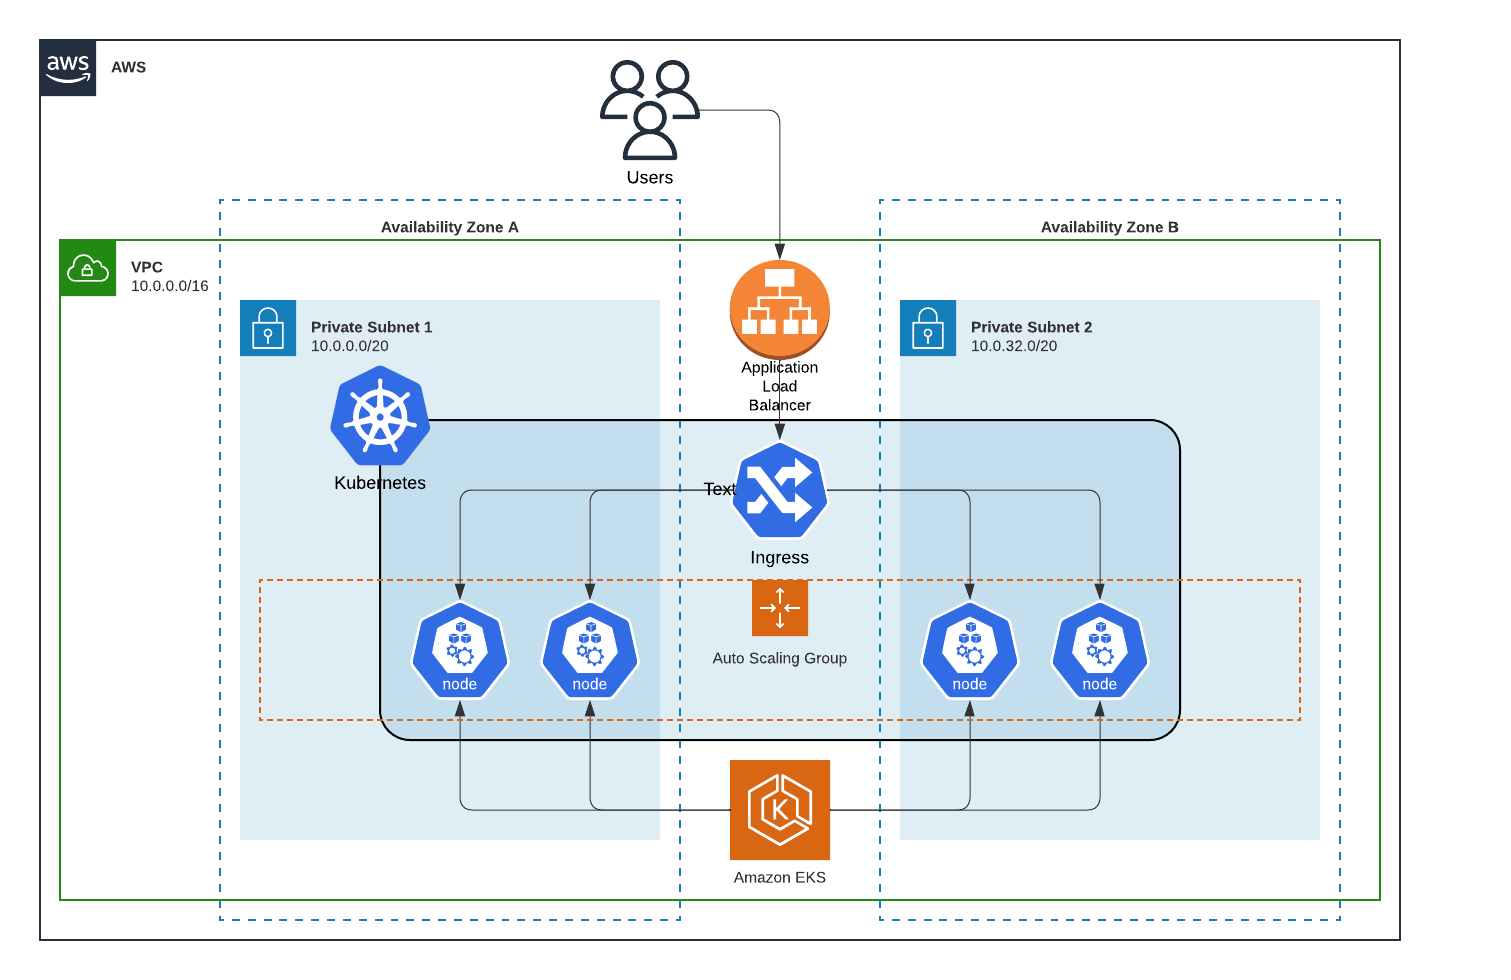 aws
AWS
Users
Availability Zone A
Availability Zone B
VPC
10.0.0.0/16
Private Subnet 1
10.0.0.0/20
Private Subnet 2
10.0.32.0/20
Application
Load
Balancer
Kubernetes
Text
Ingress
Auto Scaling Group
node
node
node
node
K
Amazon EKS